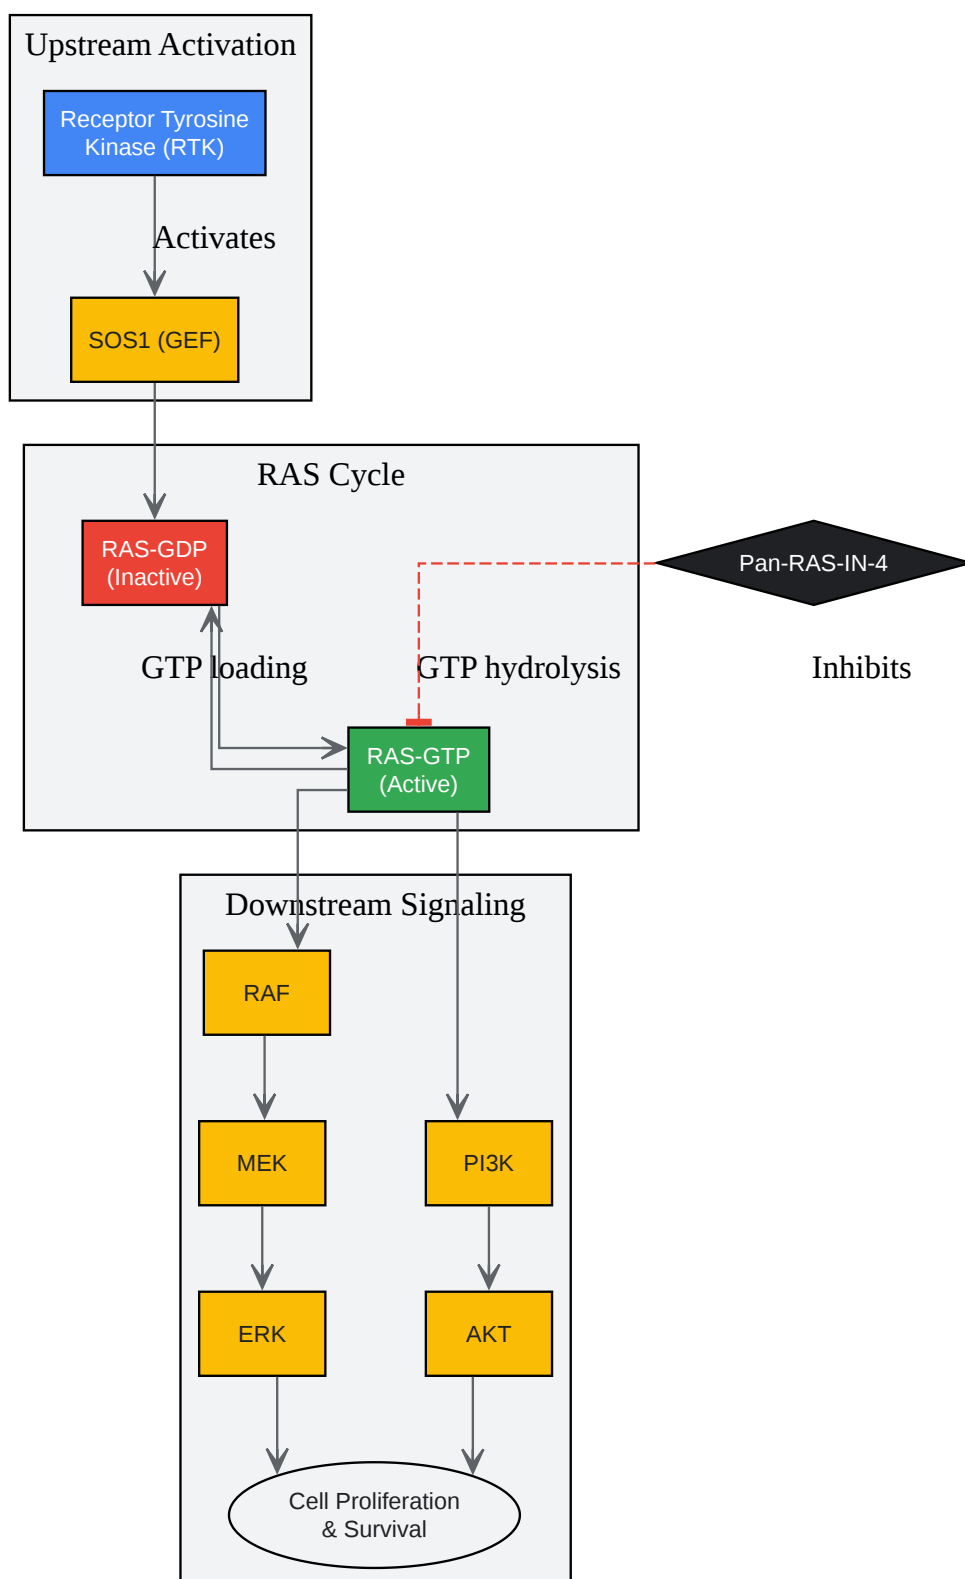 Upstream Activation
Receptor Tyrosine
Kinase (RTK)
Activates
SOS1 (GEF)
RAS Cycle
RAS-GDP
(Inactive)
Pan-RAS-IN-4
GTP loading
GTP hydrolysis
Inhibits
RAS-GTP
(Active)
Downstream Signaling
RAF
MEK
PI3K
ERK
AKT
Cell Proliferation
& Survival